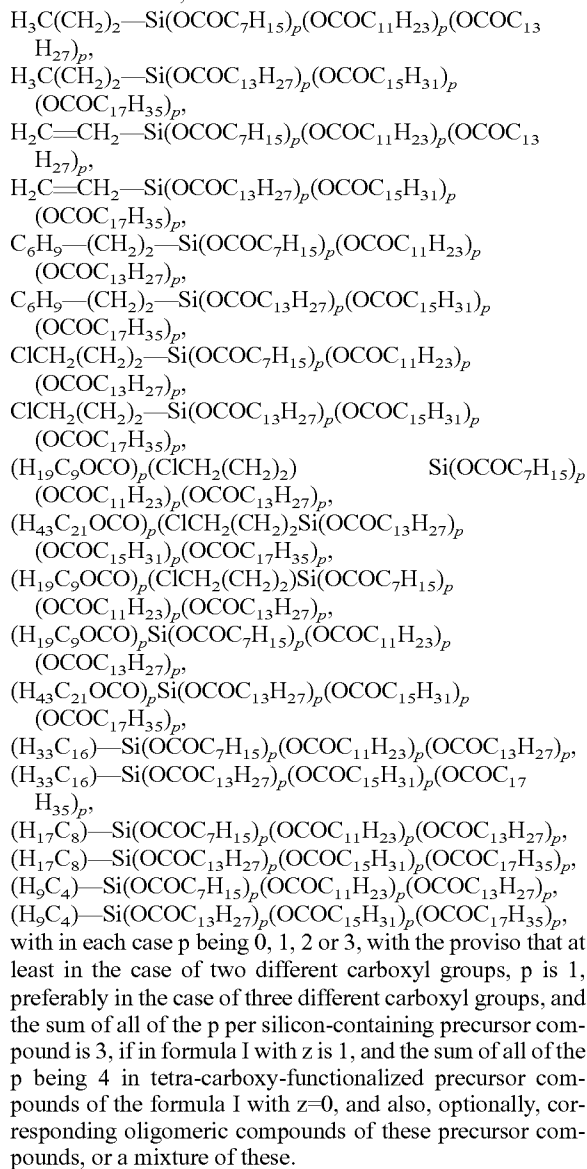 H₃C(CH₂)₂—Si(OCOC₇H₁₅)ₚ(OCOC₁₁H₂₃)ₚ(OCO₁₃
H₂₇)ₚ,
H₃C(CH₂)₂—Si(OCOC₁₃H₂₇)ₚ(OCOC₁₅H₃₁)ₚ
(OCOC₁₇H₃₅)ₚ,
H₂C═CH₂—Si(OCOC₇H₁₅)ₚ(OCOC₁₁H₂₃)ₚ(OCO₁₃
H₂₇)ₚ,
H₂C═CH₂—Si(OCOC₁₃H₂₇)ₚ(OCOC₁₅H₃₁)ₚ
(OCOC₁₇H₃₅)ₚ,
C₆H₉—(CH₂)₂—Si(OCOC₇H₁₅)ₚ(OCOC₁₁H₂₃)ₚ
(OCOC₁₃H₂₇)ₚ,
C₆H₉—(CH₂)₂—Si(OCOC₁₃H₂₇)ₚ(OCOC₁₅H₃₁)ₚ
(OCOC₁₇H₃₅)ₚ,
ClCH₂(CH₂)₂—Si(OCOC₇H₁₅)ₚ(OCOC₁₁H₂₃)ₚ
(OCOC₁₃H₂₇)ₚ,
ClCH₂(CH₂)₂—Si(OCOC₁₃H₂₇)ₚ(OCOC₁₅H₃₁)ₚ
(OCOC₁₇H₃₅)ₚ,
(H₁₉C₉OCO)ₚ(ClCH₂(CH₂)₂) Si(OCOC₇H₁₅)ₚ
(OCOC₁₁H₂₃)ₚ(OCOC₁₃H₂₇)ₚ,
(H₄₃C₂₁OCO)ₚ(ClCH₂(CH₂)₂Si(OCOC₁₃H₂₇)ₚ
(OCOC₁₅H₃₁)ₚ(OCOC₁₇H₃₅)ₚ,
(H₁₉C₉OCO)ₚ(ClCH₂(CH₂)₂)Si(OCOC₇H₁₅)ₚ
(OCOC₁₁H₂₃)ₚ(OCOC₁₃H₂₇)ₚ,
(H₁₉C₉OCO)ₚSi(OCOC₇H₁₅)ₚ(OCOC₁₁H₂₃)ₚ
(OCOC₁₃H₂₇)ₚ,
(H₄₃C₂₁OCO)ₚSi(OCOC₁₃H₂₇)ₚ(OCOC₁₅H₃₁)ₚ
(OCOC₁₇H₃₅)ₚ,
(H₃₃C₁₆)—Si(OCOC₇H₁₅)ₚ(OCOC₁₁H₂₃)ₚ(OCOC₁₃H₂₇)ₚ,
(H₃₃C₁₆)—Si(OCOC₁₃H₂₇)ₚ(OCOC₁₅H₃₁)ₚ(OCOC₁₇
H₃₅)ₚ,
(H₁₇C₈)—Si(OCOC₇H₁₅)ₚ(OCOC₁₁H₂₃)ₚ(OCOC₁₃H₂₇)ₚ,
(H₁₇C₈)—Si(OCOC₁₃H₂₇)ₚ(OCOC₁₅H₃₁)ₚ(OCOC₁₇H₃₅)ₚ,
(H₉C₄)—Si(OCOC₇H₁₅)ₚ(OCOC₁₁H₂₃)ₚ(OCOC₁₃H₂₇)ₚ,
(H₉C₄)—Si(OCOC₁₃H₂₇)ₚ(OCOC₁₅H₃₁)ₚ(OCOC₁₇H₃₅)ₚ,
with in each case p being 0, 1, 2 or 3, with the proviso that at
least in the case of two different carboxyl groups, p is 1,
preferably in the case of three different carboxyl groups, and
the sum of all of the p per silicon-containing precursor com-
pound is 3, if in formula I with z is 1, and the sum of all of the
p being 4 in tetra-carboxy-functionalized precursor com-
pounds of the formula I with z=0, and also, optionally, cor-
responding oligomeric compounds of these precursor com-
pounds, or a mixture of these.